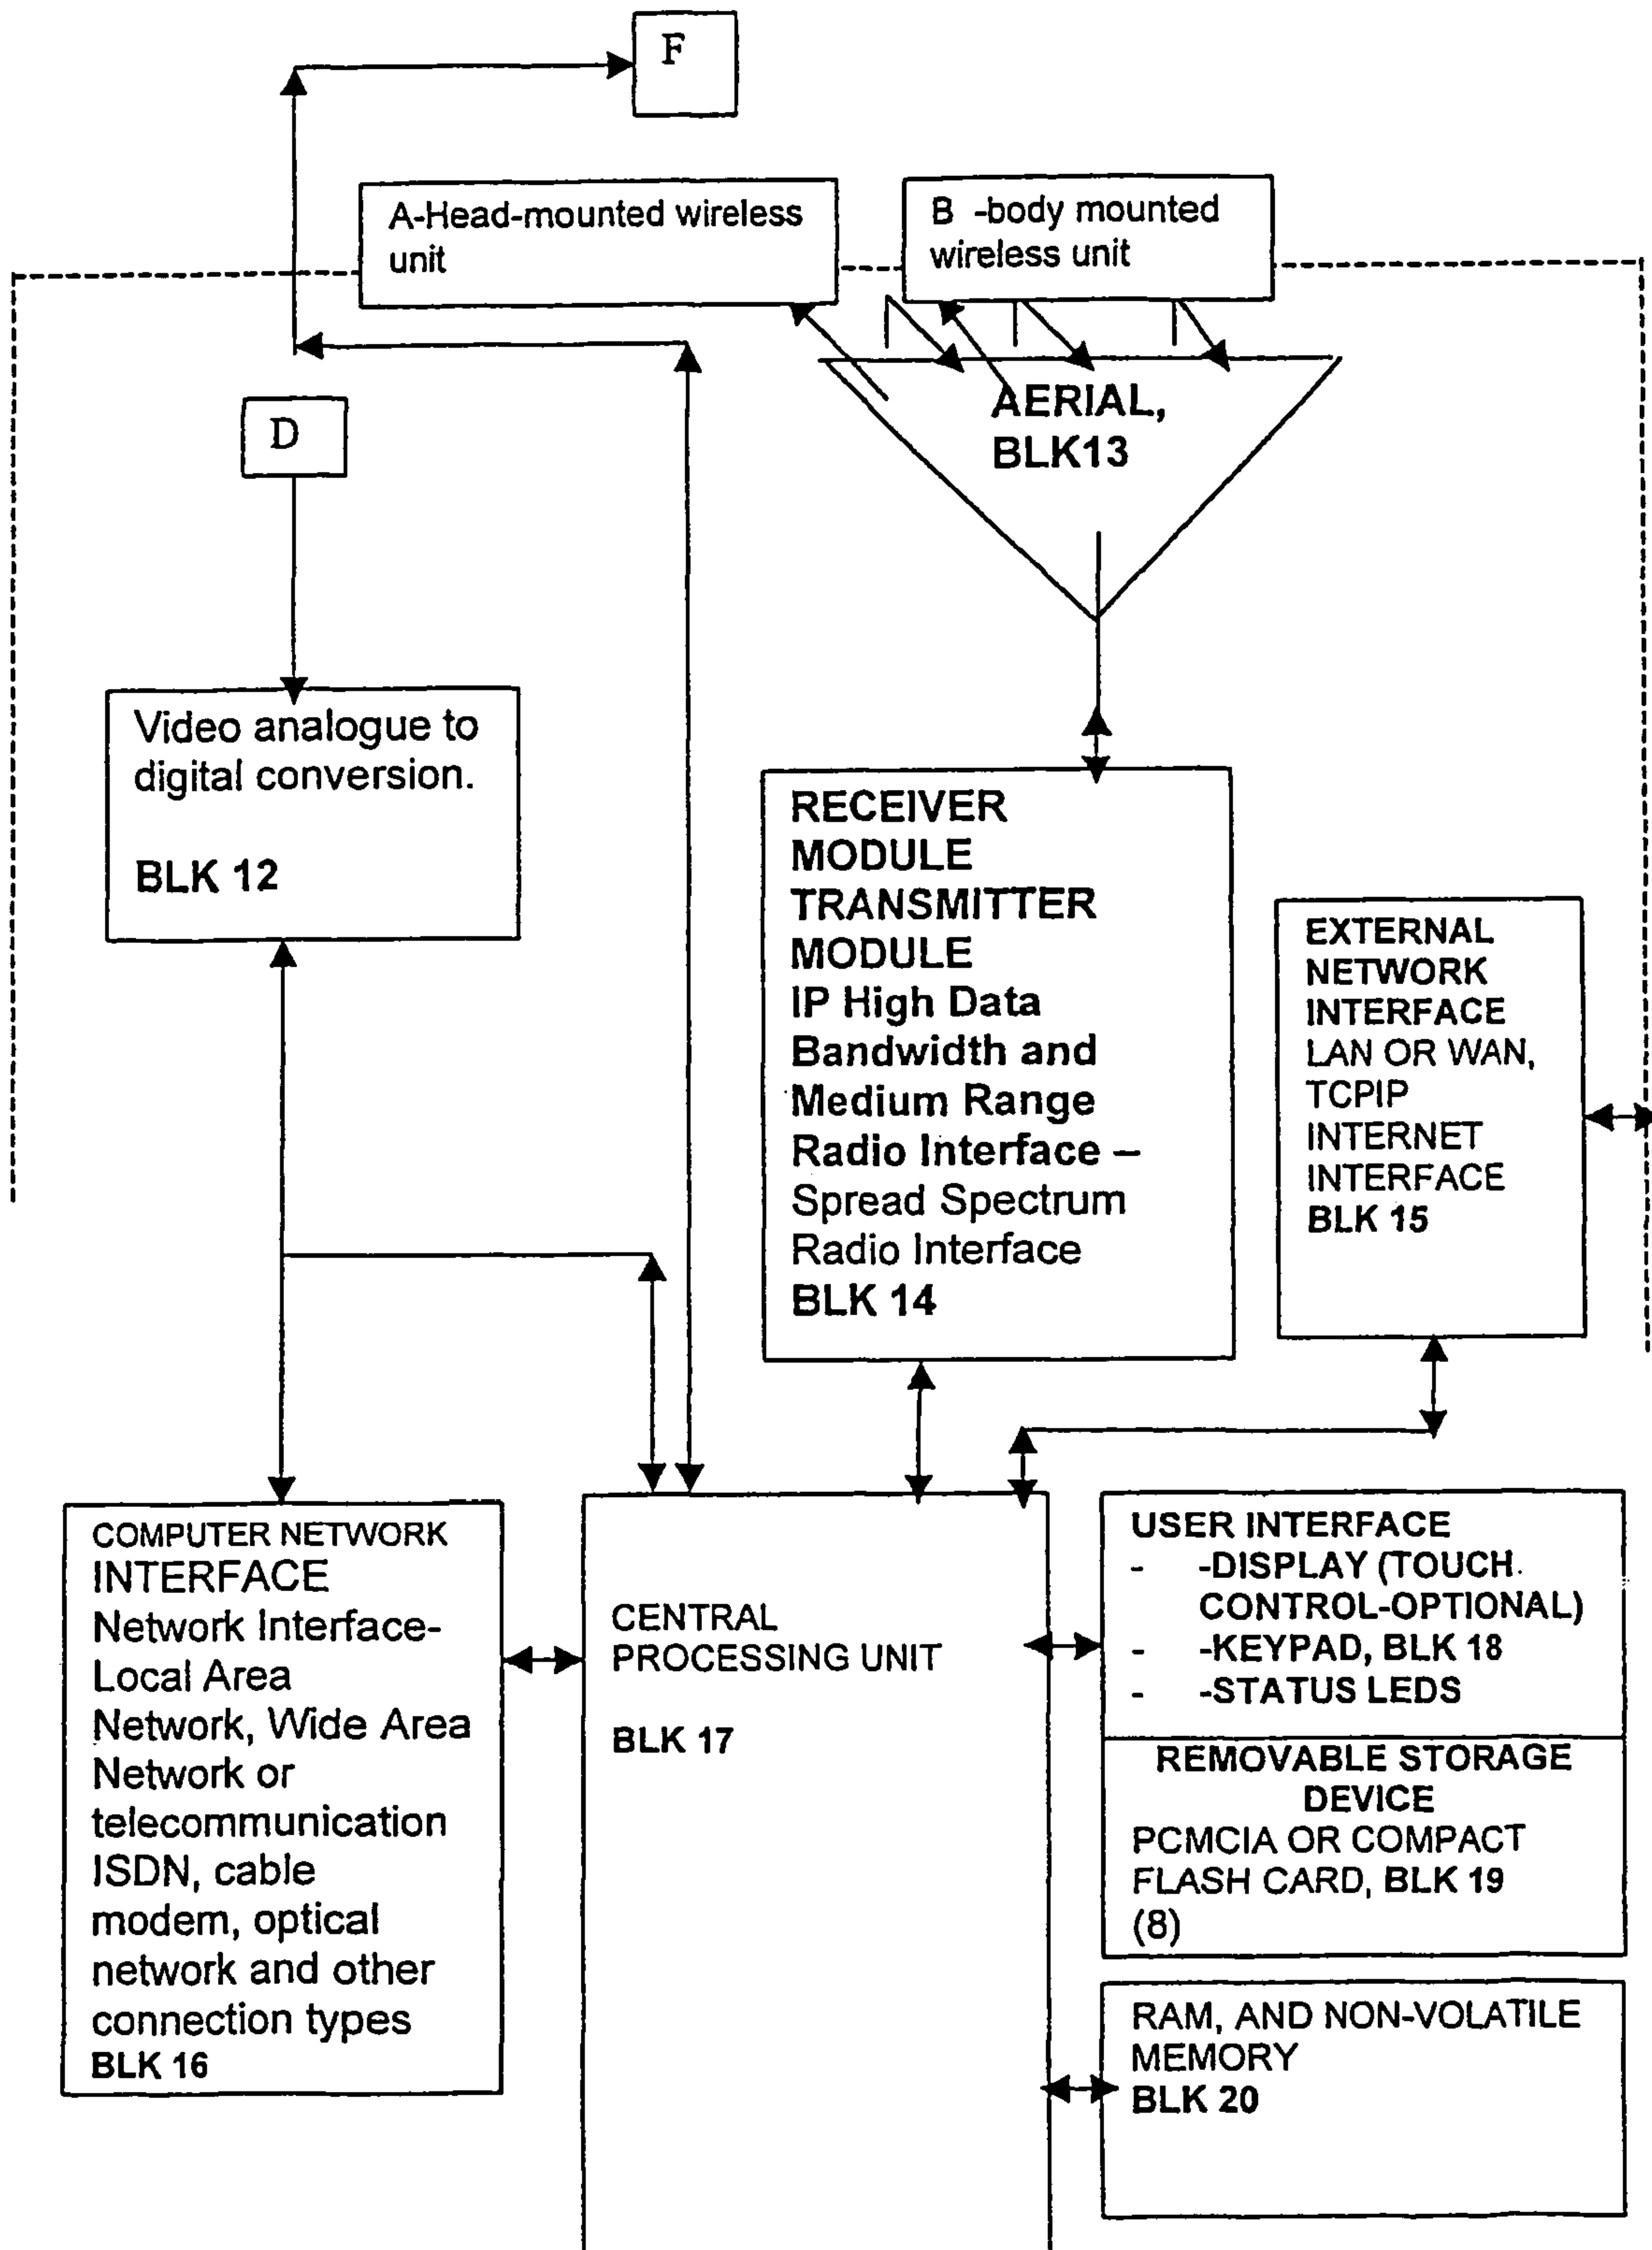 F
A-Head-mounted wireless
unit
B -body mounted
wireless unit
D
AERIAL,
BLK13
Video analogue to
digital conversion.
BLK 12
RECEIVER
MODULE
TRANSMITTER
MODULE
IP High Data
Bandwidth and
Medium Range
Radio Interface –
Spread Spectrum
Radio Interface
BLK 14
EXTERNAL
NETWORK
INTERFACE
LAN OR WAN,
TCPIP
INTERNET
INTERFACE
BLK 15
COMPUTER NETWORK
INTERFACE
Network Interface-
Local Area
Network, Wide Area
Network or
telecommunication
ISDN, cable
modem, optical
network and other
connection types
BLK 16
CENTRAL
PROCESSING UNIT
BLK 17
USER INTERFACE
- -DISPLAY (TOUCH
CONTROL-OPTIONAL)
- -KEYPAD, BLK 18
- -STATUS LEDS
REMOVABLE STORAGE
DEVICE
PCMCIA OR COMPACT
FLASH CARD, BLK 19
(8)
RAM, AND NON-VOLATILE
MEMORY
BLK 20